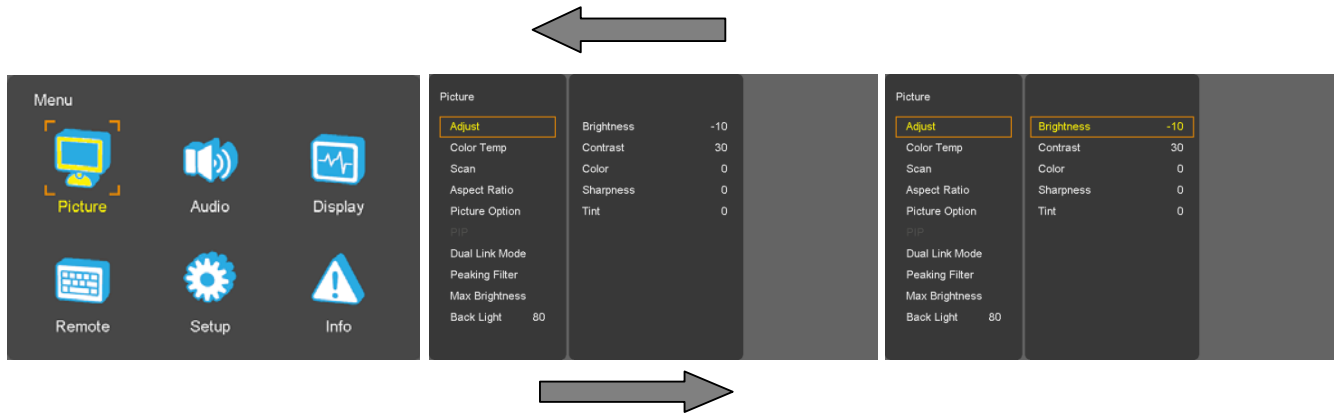 Menu
Picture
Audio
Display
Remote
Setup
Info
Picture
Adjust
Color Temp
Scan
Aspect Ratio
Picture Option
PIP
Dual Link Mode
Peaking Filter
Max Brightness
Back Light 80
Brightness -10
Contrast 30
Color 0
Sharpness 0
Tint 0
Picture
Adjust
Color Temp
Scan
Aspect Ratio
Picture Option
PIP
Dual Link Mode
Peaking Filter
Max Brightness
Back Light 80
Brightness -10
Contrast 30
Color 0
Sharpness 0
Tint 0